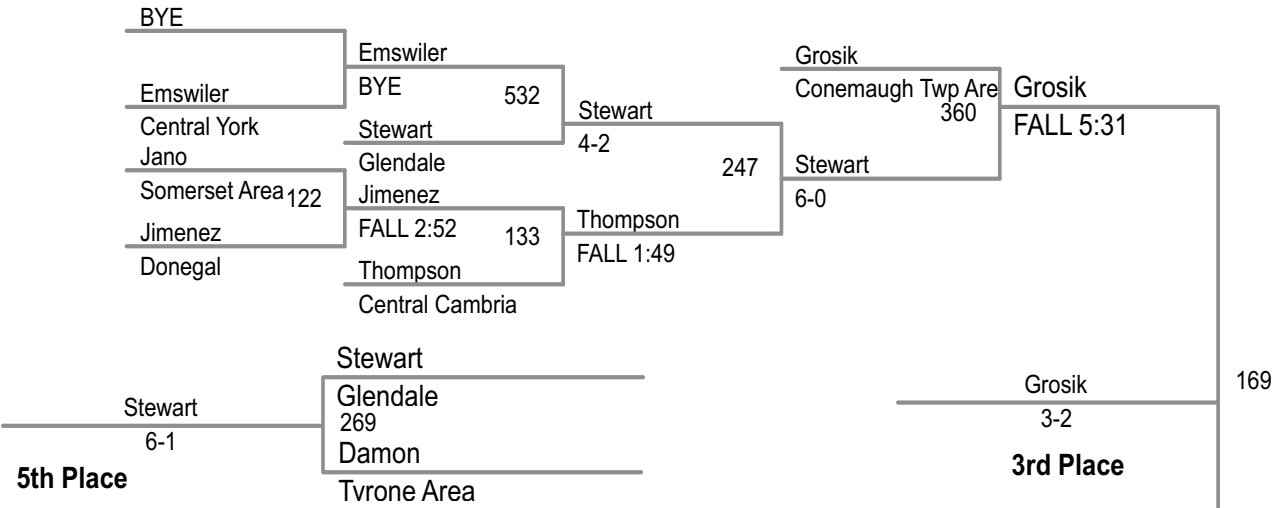 BYE
Emswiler
Central York
Jano
Somerset Area
122
Jimenez
Donegal
Emswiler
BYE
532
Stewart
Glendale
Jimenez
FALL 2:52
133
Thompson
Central Cambria
Stewart
4-2
247
Thompson
FALL 1:49
Grosik
Conemaugh Twp Are
360
Stewart
6-0
Grosik
FALL 5:31
Stewart
Glendale
269
Damon
Tyrone Area
Stewart
6-1
5th Place
Grosik
3-2
169
3rd Place